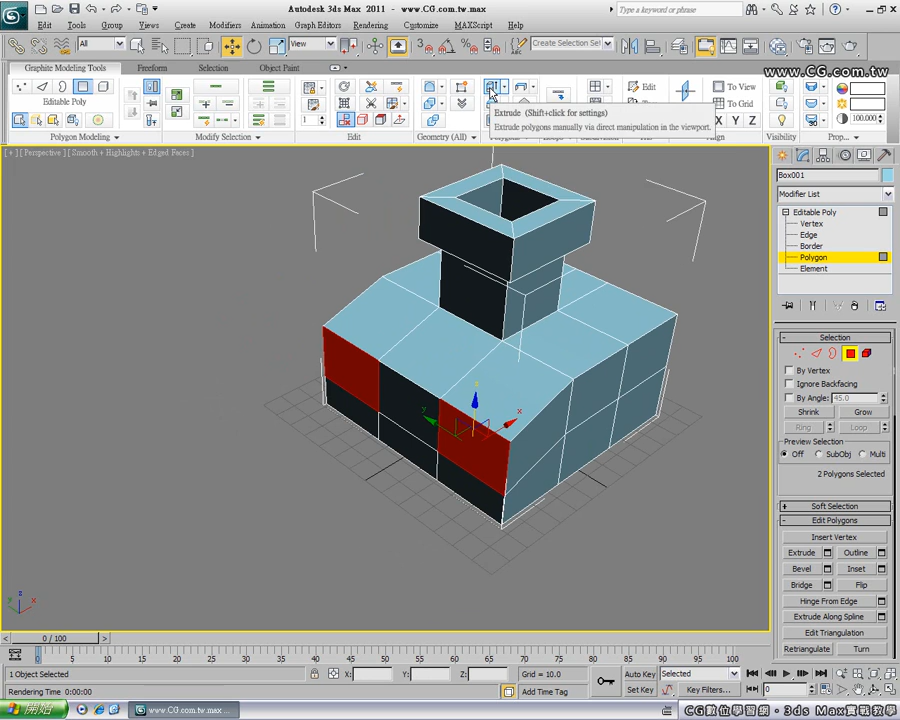 Autodesk 3ds Max 2011 - www.CG.com.tw.max
Type a keyword or phrase
Edit Tools Group Views Create Modifiers Animation Graph Editors Rendering Customize MAXScript Help
All
View
Create Selection Se
Graphite Modeling Tools Freeform Selection Object Paint
www.CG.com.tw
Editable Poly
Edit
To View
To Grid
X Y Z
1
100.000
Extrude (Shift+click for settings)
Extrude polygons manually via direct manipulation in the viewport.
Polygon Modeling
Modify Selection
Edit
Geometry (All)
Prop...
[ + ] [ Perspective ] [ Smooth + Highlights + Edged Faces ]
Box001
Modifier List
Editable Poly
Vertex
Edge
Border
Polygon
Element
Selection
By Vertex
Ignore Backfacing
By Angle: 45.0
Shrink Grow
Ring Loop
Preview Selection
Off SubObj Multi
2 Polygons Selected
Soft Selection
Edit Polygons
Insert Vertex
Extrude Outline
Bevel Inset
Bridge Flip
Hinge From Edge
Extrude Along Spline
Edit Triangulation
Retriangulate Turn
x
y
z
z
x
0 / 100
0 5 10 15 20 25 30 35 40 45 50 55 60 65 70 75 80 85 90 95 100
1 Object Selected
X: Y: Z:
Grid = 10.0
Auto Key
Selected
Rendering Time 0:00:00
Add Time Tag
Set Key
Key Filters...
0
開始
www.CG.com.tw.max ...
CG數位學習網 - 3ds Max實戰教學